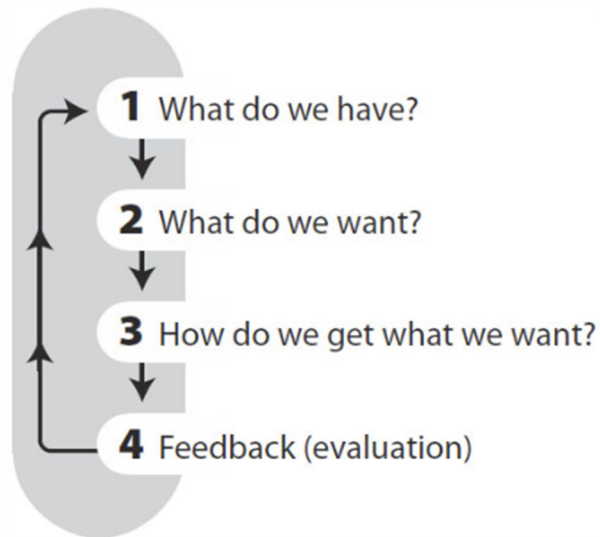 1 What do we have?
2 What do we want?
3 How do we get what we want?
4 Feedback (evaluation)